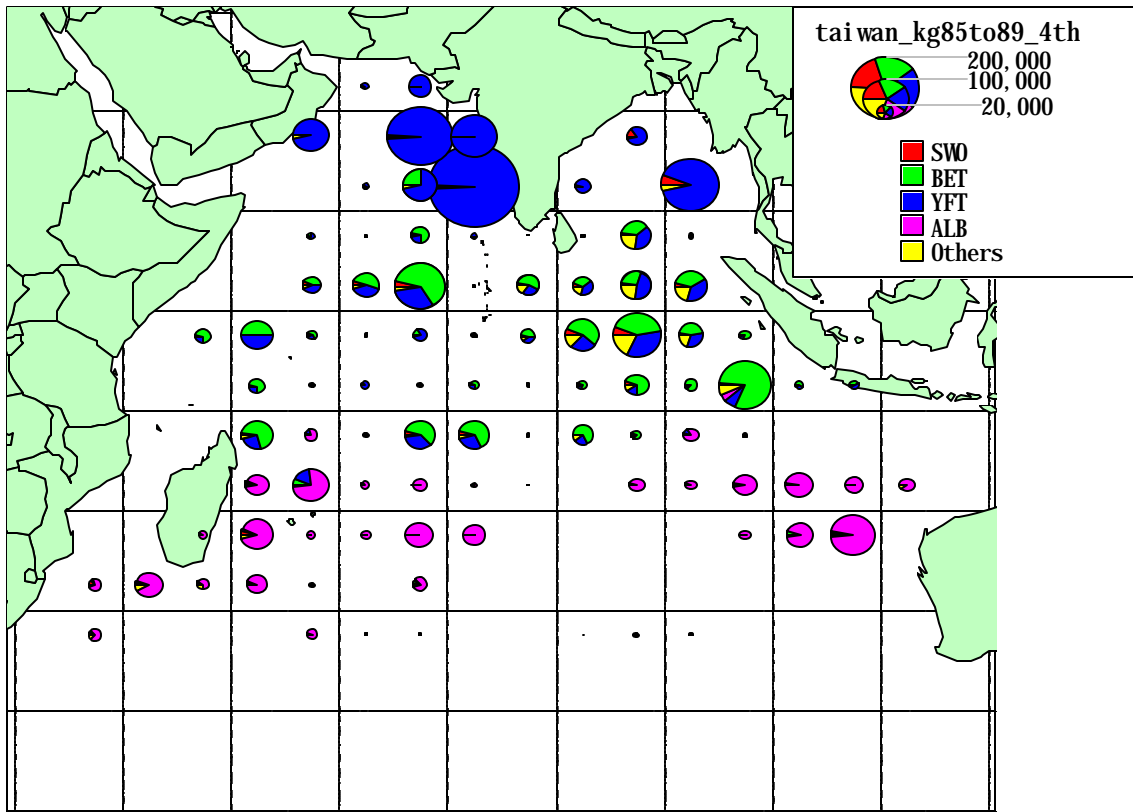 taiwan_kg85to89_4th
200,000
100,000
20,000
SWO
BET
YFT
ALB
Others